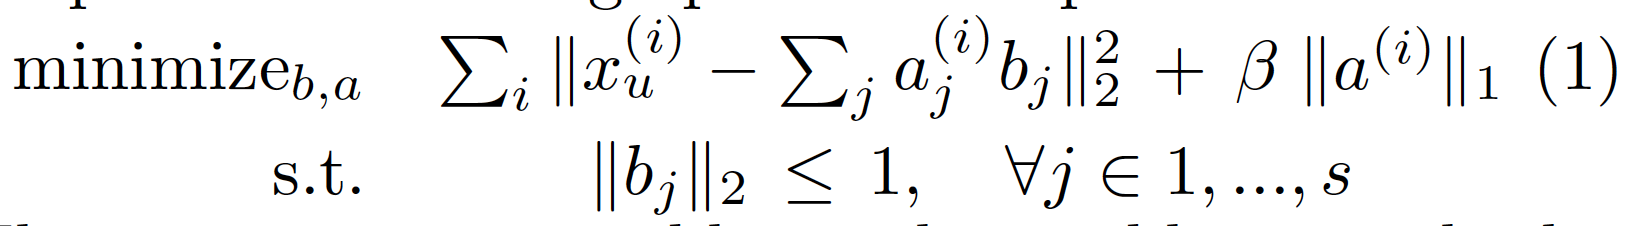 minimize_{b,a} ∑_i ‖x_u^{(i)} − ∑_j a_j^{(i)} b_j‖_2^2 + β ‖a^{(i)}‖_1 (1)
s.t. ‖b_j‖_2 ≤ 1, ∀j ∈ 1, ..., s